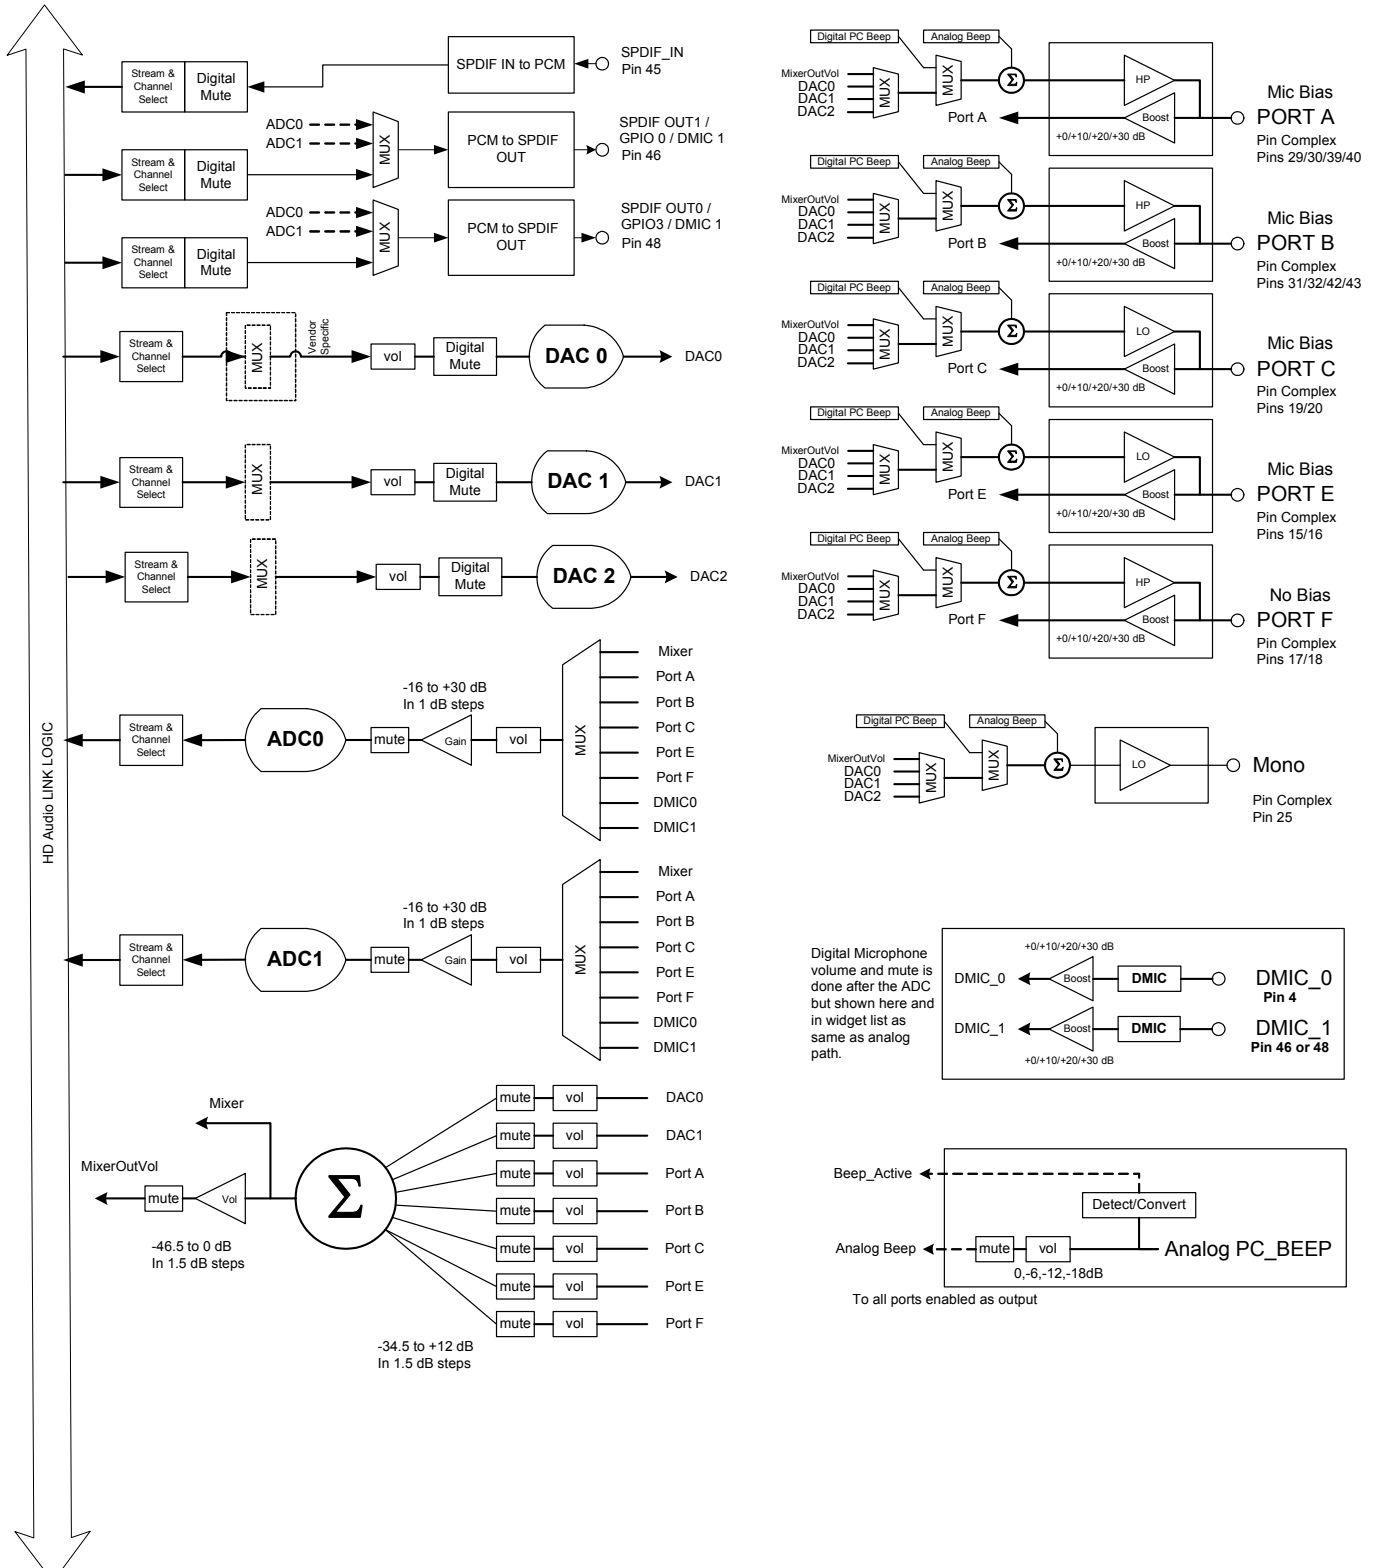 HD Audio LINK LOGIC
Stream &
Channel
Select
Digital
Mute
SPDIF IN to PCM
SPDIF_IN
Pin 45
ADC0
ADC1
Stream &
Channel
Select
Digital
Mute
MUX
PCM to SPDIF
OUT
SPDIF OUT1 /
GPIO 0 / DMIC 1
Pin 46
ADC0
ADC1
Stream &
Channel
Select
Digital
Mute
MUX
PCM to SPDIF
OUT
SPDIF OUT0 /
GPIO3 / DMIC 1
Pin 48
Stream &
Channel
Select
MUX
Vendor
Specific
vol
Digital
Mute
DAC 0
DAC0
Stream &
Channel
Select
MUX
vol
Digital
Mute
DAC 1
DAC1
Stream &
Channel
Select
MUX
vol
Digital
Mute
DAC 2
DAC2
Stream &
Channel
Select
ADC0
mute
-16 to +30 dB
In 1 dB steps
Gain
vol
MUX
Mixer
Port A
Port B
Port C
Port E
Port F
DMIC0
DMIC1
Stream &
Channel
Select
ADC1
mute
-16 to +30 dB
In 1 dB steps
Gain
vol
MUX
Mixer
Port A
Port B
Port C
Port E
Port F
DMIC0
DMIC1
Mixer
MixerOutVol
mute
Vol
-46.5 to 0 dB
In 1.5 dB steps
Σ
mute
vol
DAC0
mute
vol
DAC1
mute
vol
Port A
mute
vol
Port B
mute
vol
Port C
mute
vol
Port E
mute
vol
Port F
-34.5 to +12 dB
In 1.5 dB steps
Digital PC Beep
Analog Beep
MixerOutVol
DAC0
DAC1
DAC2
MUX
MUX
Σ
HP
Port A
Boost
+0/+10/+20/+30 dB
Mic Bias
PORT A
Pin Complex
Pins 29/30/39/40
Digital PC Beep
Analog Beep
MixerOutVol
DAC0
DAC1
DAC2
MUX
MUX
Σ
HP
Port B
Boost
+0/+10/+20/+30 dB
Mic Bias
PORT B
Pin Complex
Pins 31/32/42/43
Digital PC Beep
Analog Beep
MixerOutVol
DAC0
DAC1
DAC2
MUX
MUX
Σ
LO
Port C
Boost
+0/+10/+20/+30 dB
Mic Bias
PORT C
Pin Complex
Pins 19/20
Digital PC Beep
Analog Beep
MixerOutVol
DAC0
DAC1
DAC2
MUX
MUX
Σ
LO
Port E
Boost
+0/+10/+20/+30 dB
Mic Bias
PORT E
Pin Complex
Pins 15/16
Digital PC Beep
Analog Beep
MixerOutVol
DAC0
DAC1
DAC2
MUX
MUX
Σ
HP
Port F
Boost
+0/+10/+20/+30 dB
No Bias
PORT F
Pin Complex
Pins 17/18
Digital PC Beep
Analog Beep
MixerOutVol
DAC0
DAC1
DAC2
MUX
MUX
Σ
LO
Mono
Pin Complex
Pin 25
Digital Microphone
volume and mute is
done after the ADC
but shown here and
in widget list as
same as analog
path.
+0/+10/+20/+30 dB
DMIC_0
Boost
DMIC
DMIC_0
Pin 4
DMIC_1
Boost
DMIC
DMIC_1
Pin 46 or 48
+0/+10/+20/+30 dB
Beep_Active
Detect/Convert
Analog Beep
mute
vol
Analog PC_BEEP
0,-6,-12,-18dB
To all ports enabled as output